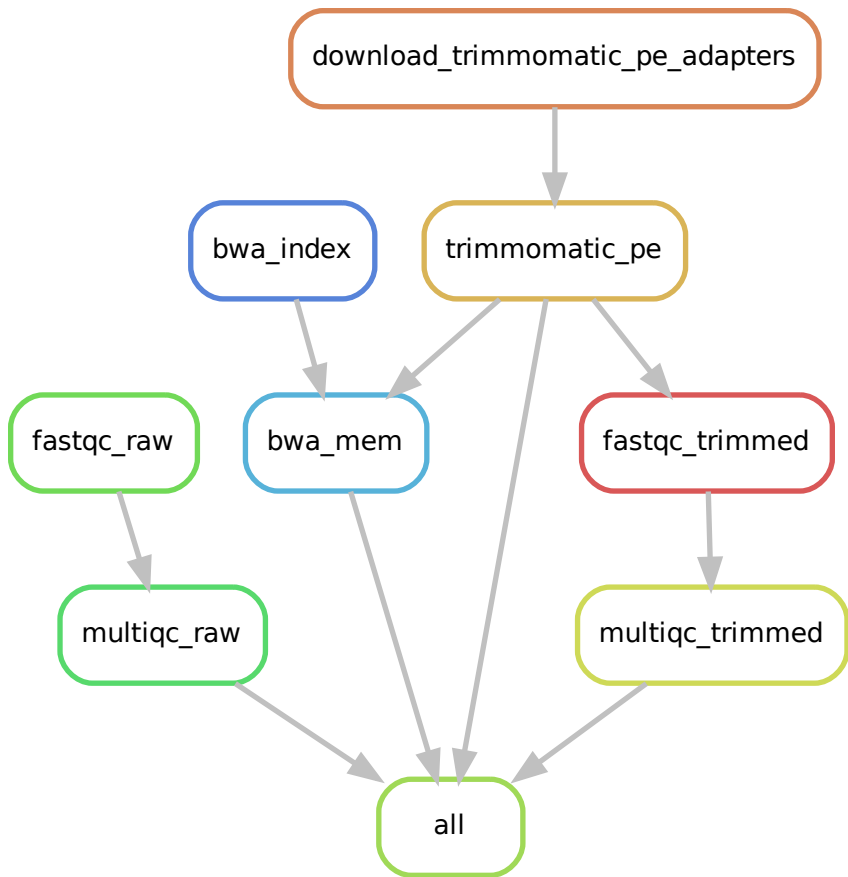 download_trimmomatic_pe_adapters
bwa_index
trimmomatic_pe
fastqc_raw
bwa_mem
fastqc_trimmed
multiqc_raw
multiqc_trimmed
all